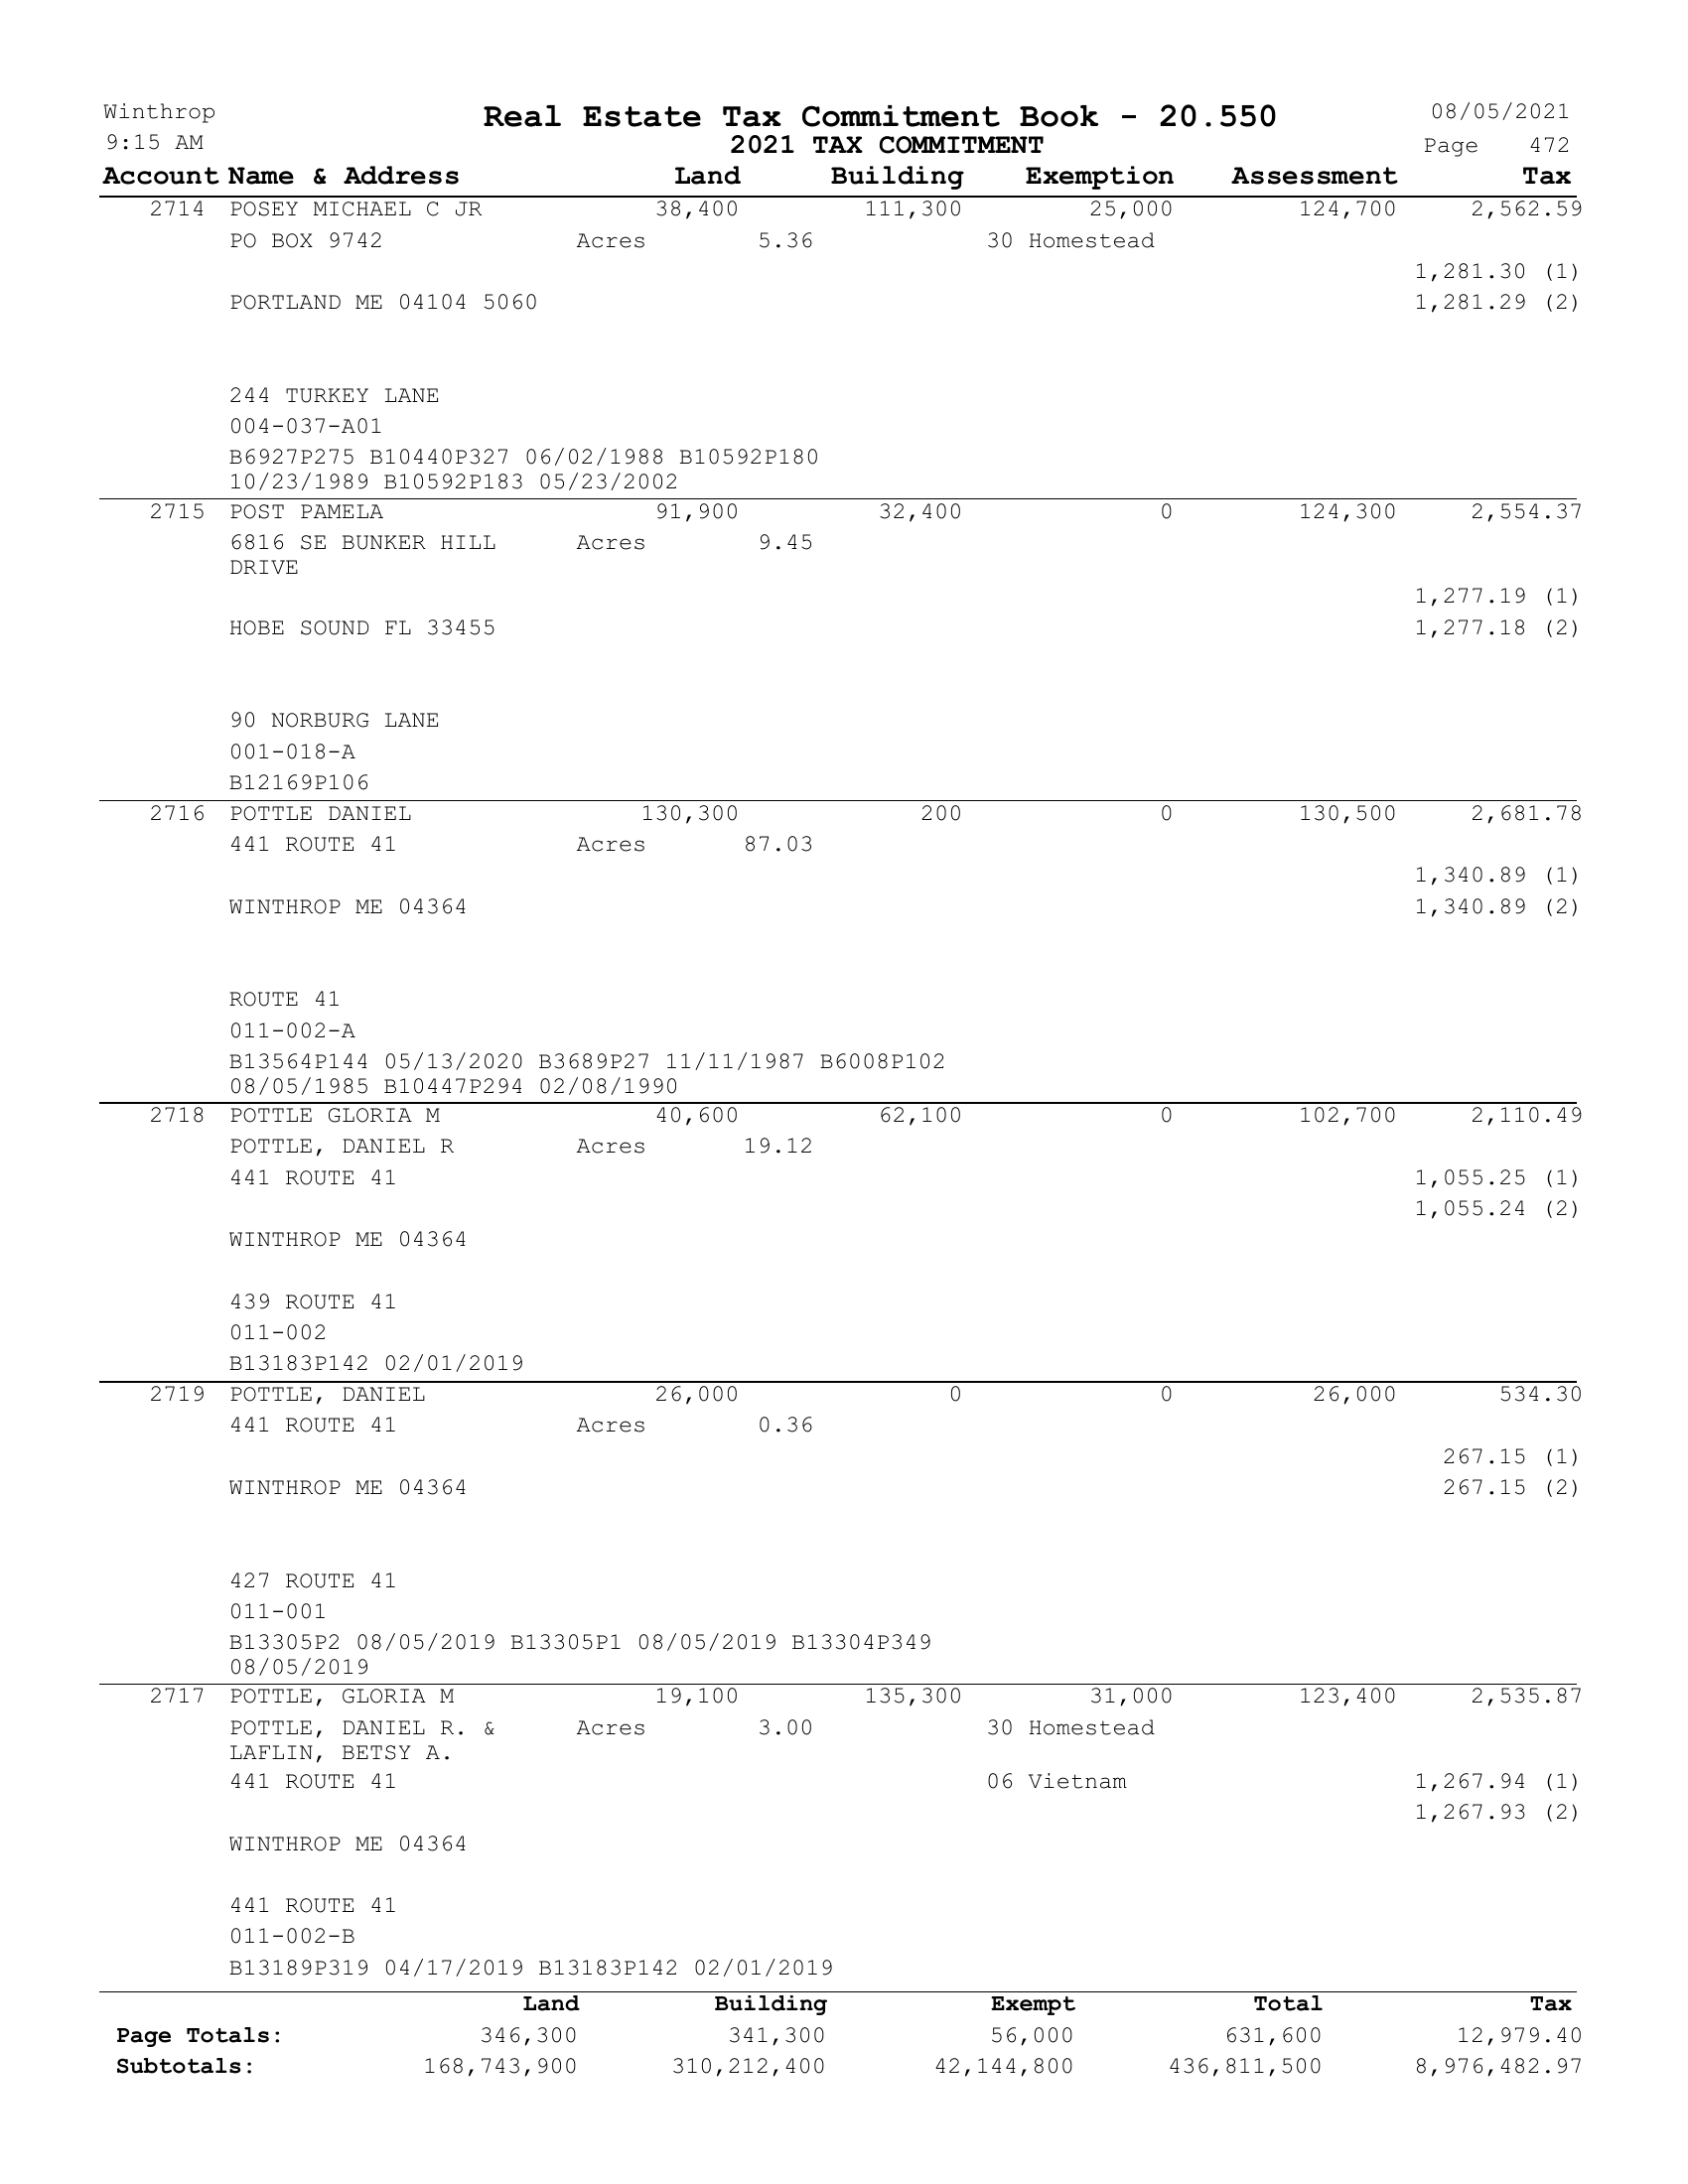 Winthrop Real Estate Tax Commitment Book - 20.550 08/05/2021
9:15 AM 2021 TAX COMMITMENT Page 472
Account Name & Address Land Building Exemption Assessment Tax
2714 POSEY MICHAEL C JR 38,400 111,300 25,000 124,700 2,562.59
PO BOX 9742 Acres 5.36 30 Homestead
1,281.30 (1)
PORTLAND ME 04104 5060 1,281.29 (2)
244 TURKEY LANE
004-037-A01
B6927P275 B10440P327 06/02/1988 B10592P180
10/23/1989 B10592P183 05/23/2002
2715 POST PAMELA 91,900 32,400 0 124,300 2,554.37
6816 SE BUNKER HILL Acres 9.45
DRIVE
1,277.19 (1)
HOBE SOUND FL 33455 1,277.18 (2)
90 NORBURG LANE
001-018-A
B12169P106
2716 POTTLE DANIEL 130,300 200 0 130,500 2,681.78
441 ROUTE 41 Acres 87.03
1,340.89 (1)
WINTHROP ME 04364 1,340.89 (2)
ROUTE 41
011-002-A
B13564P144 05/13/2020 B3689P27 11/11/1987 B6008P102
08/05/1985 B10447P294 02/08/1990
2718 POTTLE GLORIA M 40,600 62,100 0 102,700 2,110.49
POTTLE, DANIEL R Acres 19.12
441 ROUTE 41 1,055.25 (1)
1,055.24 (2)
WINTHROP ME 04364
439 ROUTE 41
011-002
B13183P142 02/01/2019
2719 POTTLE, DANIEL 26,000 0 0 26,000 534.30
441 ROUTE 41 Acres 0.36
267.15 (1)
WINTHROP ME 04364 267.15 (2)
427 ROUTE 41
011-001
B13305P2 08/05/2019 B13305P1 08/05/2019 B13304P349
08/05/2019
2717 POTTLE, GLORIA M 19,100 135,300 31,000 123,400 2,535.87
POTTLE, DANIEL R. & Acres 3.00 30 Homestead
LAFLIN, BETSY A.
441 ROUTE 41 06 Vietnam 1,267.94 (1)
1,267.93 (2)
WINTHROP ME 04364
441 ROUTE 41
011-002-B
B13189P319 04/17/2019 B13183P142 02/01/2019
Land Building Exempt Total Tax
Page Totals: 346,300 341,300 56,000 631,600 12,979.40
Subtotals: 168,743,900 310,212,400 42,144,800 436,811,500 8,976,482.97